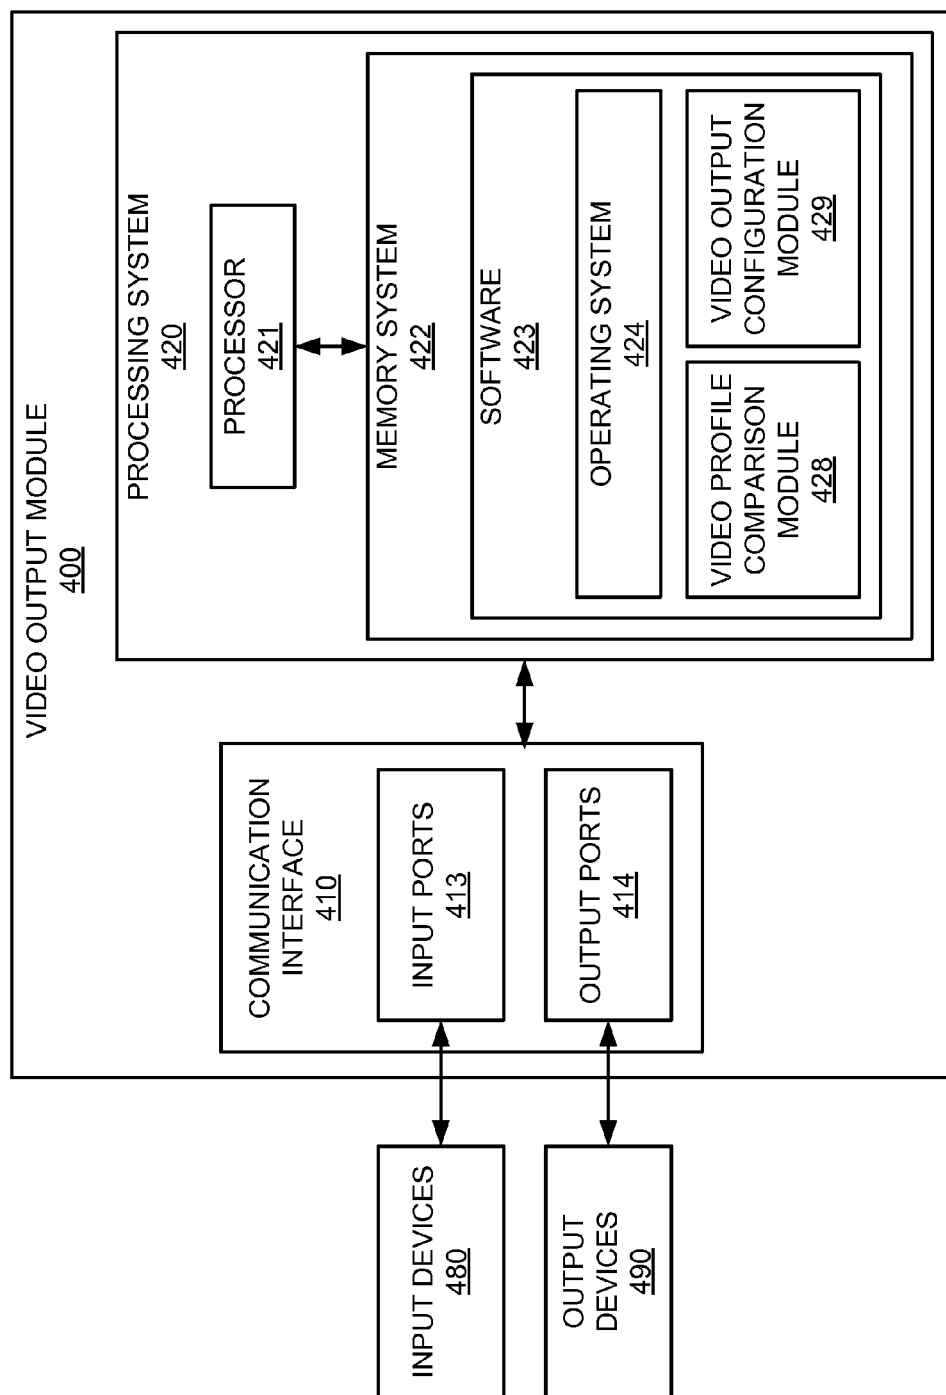 VIDEO OUTPUT MODULE
400
PROCESSING SYSTEM
420
PROCESSOR
421
MEMORY SYSTEM
422
SOFTWARE
423
OPERATING SYSTEM
424
VIDEO PROFILE
COMPARISON
MODULE
428
VIDEO OUTPUT
CONFIGURATION
MODULE
429
COMMUNICATION
INTERFACE
410
INPUT PORTS
413
OUTPUT PORTS
414
INPUT DEVICES
480
OUTPUT
DEVICES
490